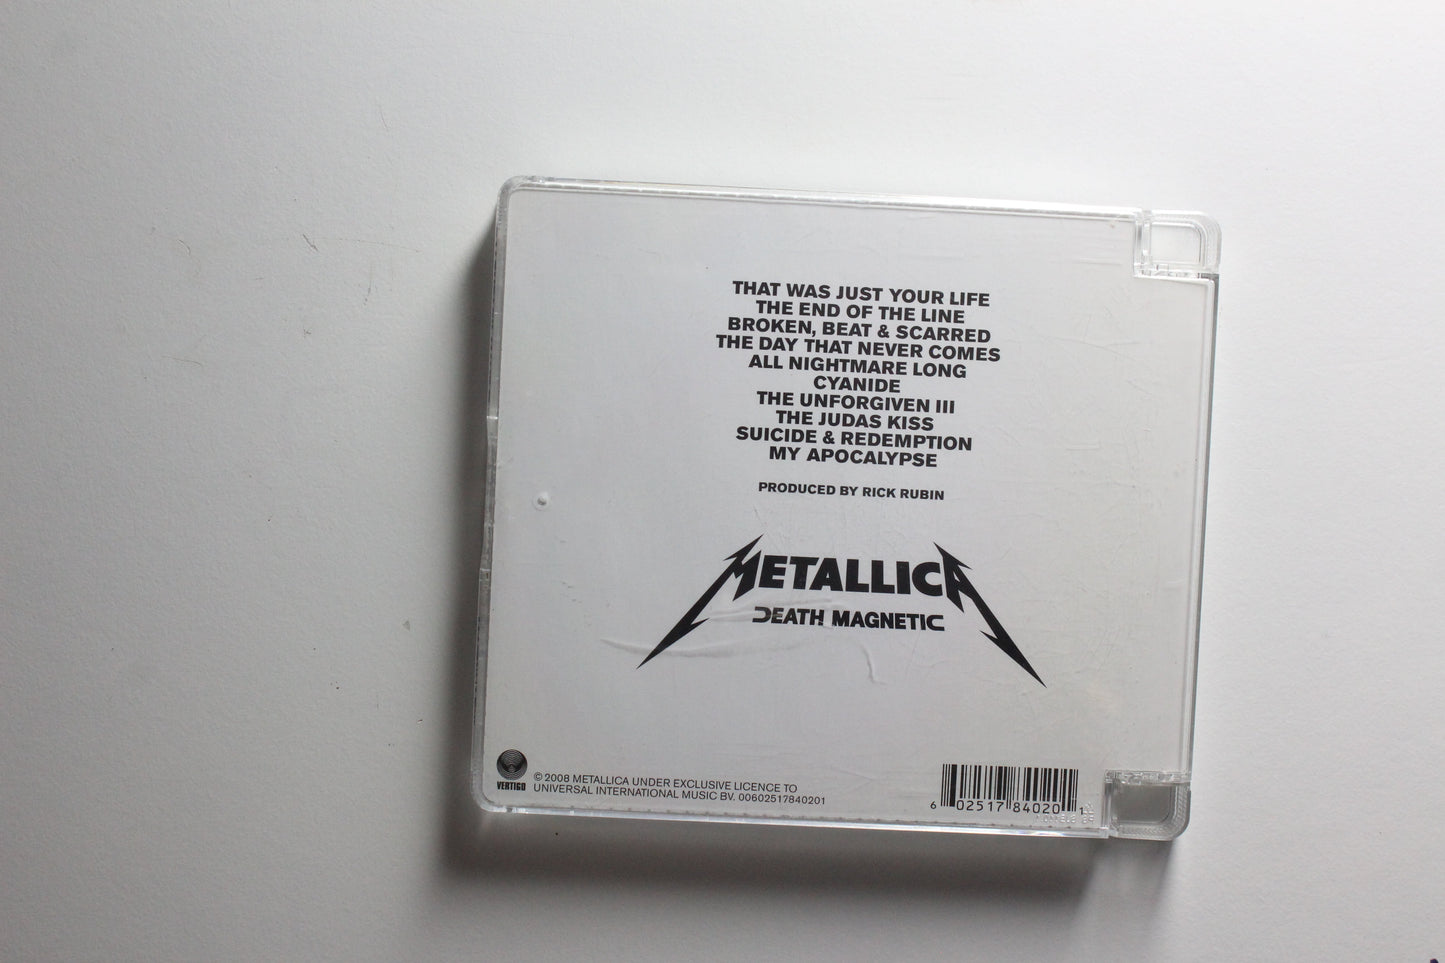 THAT WAS JUST YOUR LIFE
THE END OF THE LINE
BROKEN, BEAT & SCARRED
THE DAY THAT NEVER COMES
ALL NIGHTMARE LONG
CYANIDE
THE UNFORGIVEN III
THE JUDAS KISS
SUICIDE & REDEMPTION
MY APOCALYPSE
PRODUCED BY RICK RUBIN
METALLICA
DEATH MAGNETIC
VERTIGO
© 2008 METALLICA UNDER EXCLUSIVE LICENCE TO
UNIVERSAL INTERNATIONAL MUSIC BV. 00602517840201
6 02517 84020 1